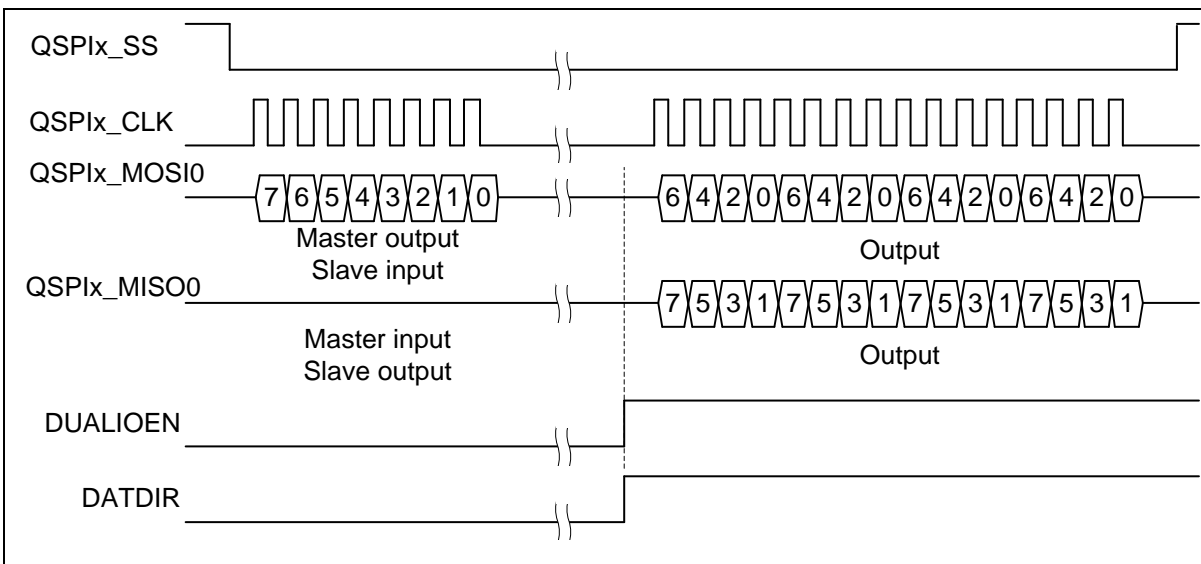 QSPIx_SS
QSPIx_CLK
QSPIx_MOSI0
7 6 5 4 3 2 1 0
6 4 2 0 6 4 2 0 6 4 2 0 6 4 2 0
Master output
Slave input
Output
QSPIx_MISO0
7 5 3 1 7 5 3 1 7 5 3 1 7 5 3 1
Master input
Slave output
Output
DUALIOEN
DATDIR